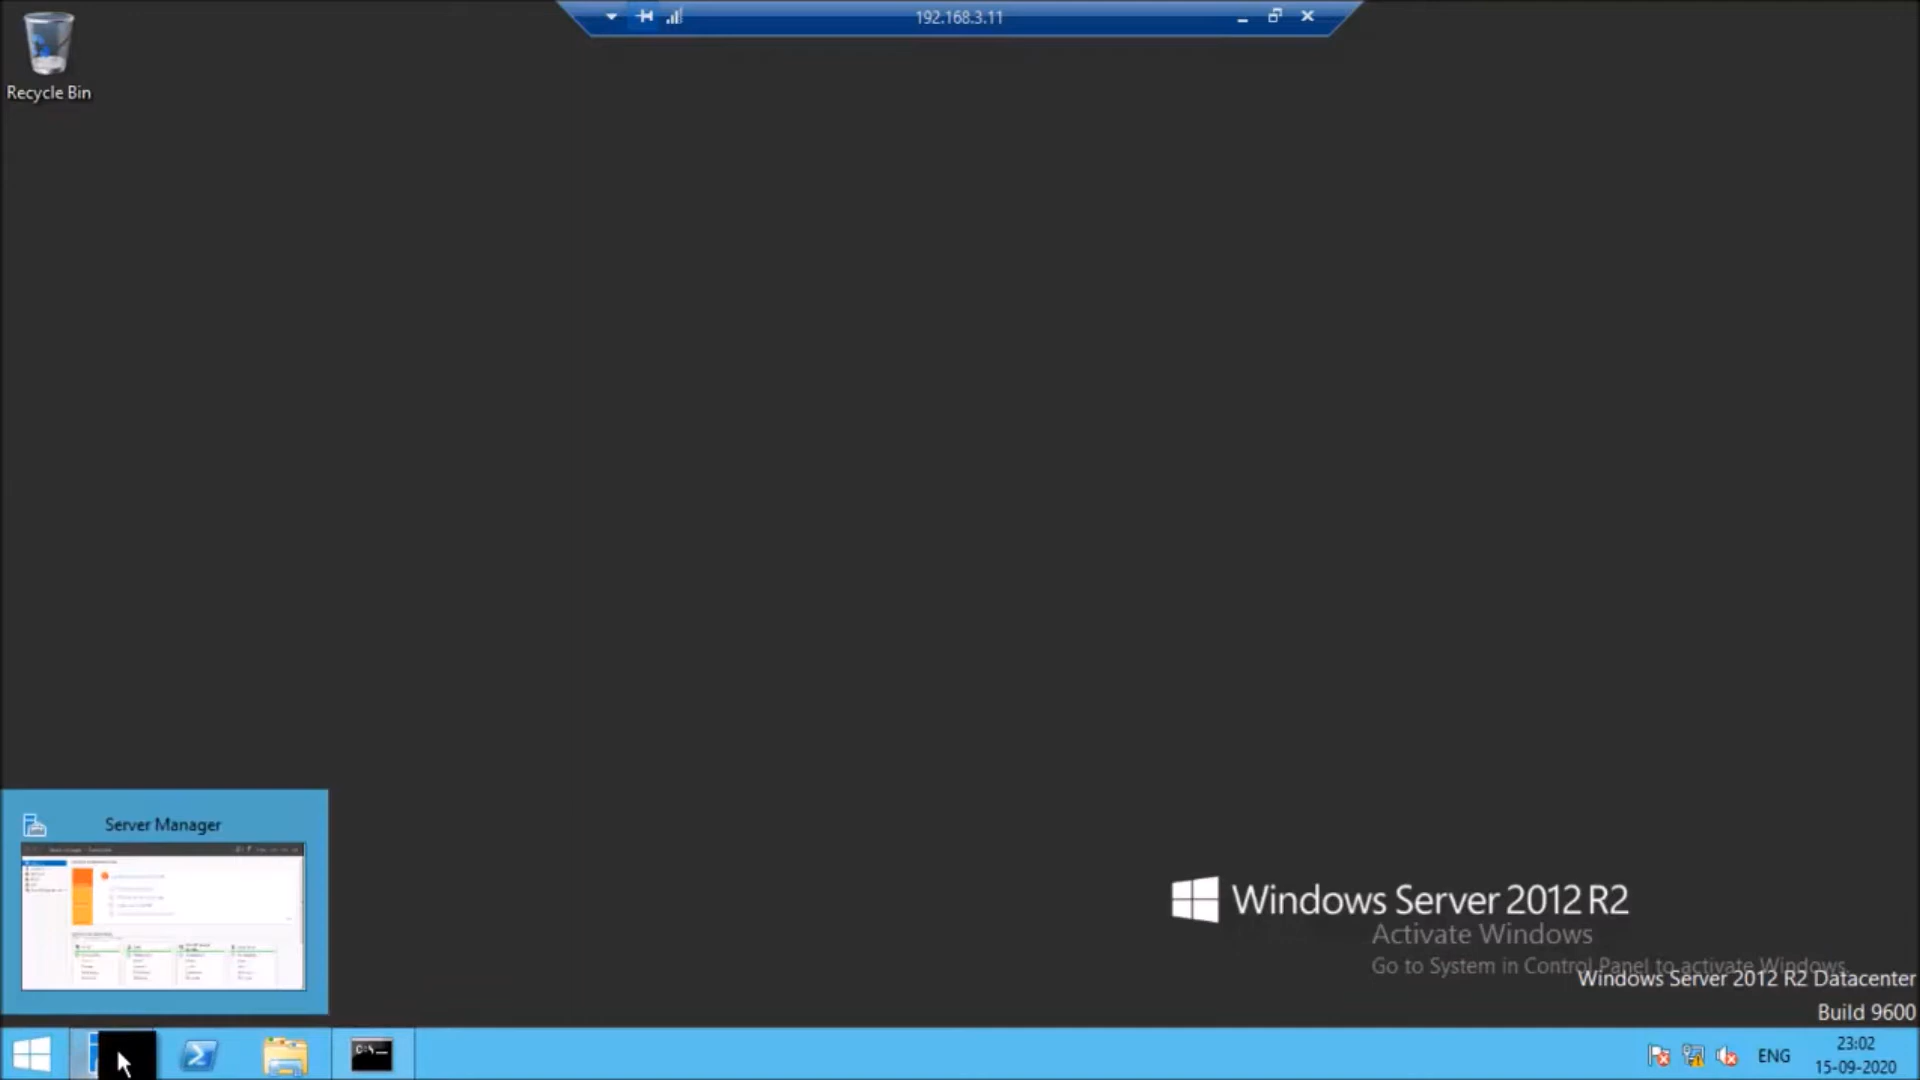 192.168.3.11
Recycle Bin
Server Manager
Windows Server 2012 R2
Activate Windows
Go to System in Control Panel to activate Windows.
Windows Server 2012 R2 Datacenter
Build 9600
C:\
ENG
23:02
15-09-2020